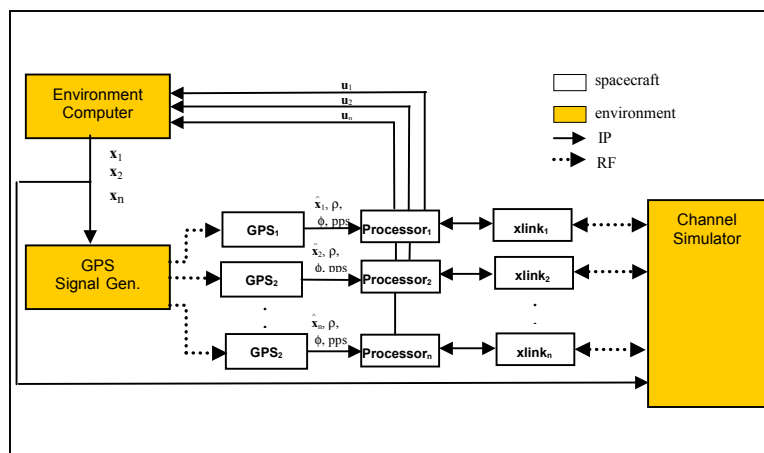 Environment
Computer
u₁
u₂
uₙ
spacecraft
environment
IP
RF
x₁
x₂
xₙ
GPS
Signal Gen.
GPS₁
x̂₁, ρ,
ϕ, pps
Processor₁
xlink₁
Channel
Simulator
GPS₂
x̂₂, ρ,
ϕ, pps
Processor₂
xlink₂
.
.
.
.
GPS₂
x̂ₙ, ρ,
ϕ, pps
Processorₙ
xlinkₙ